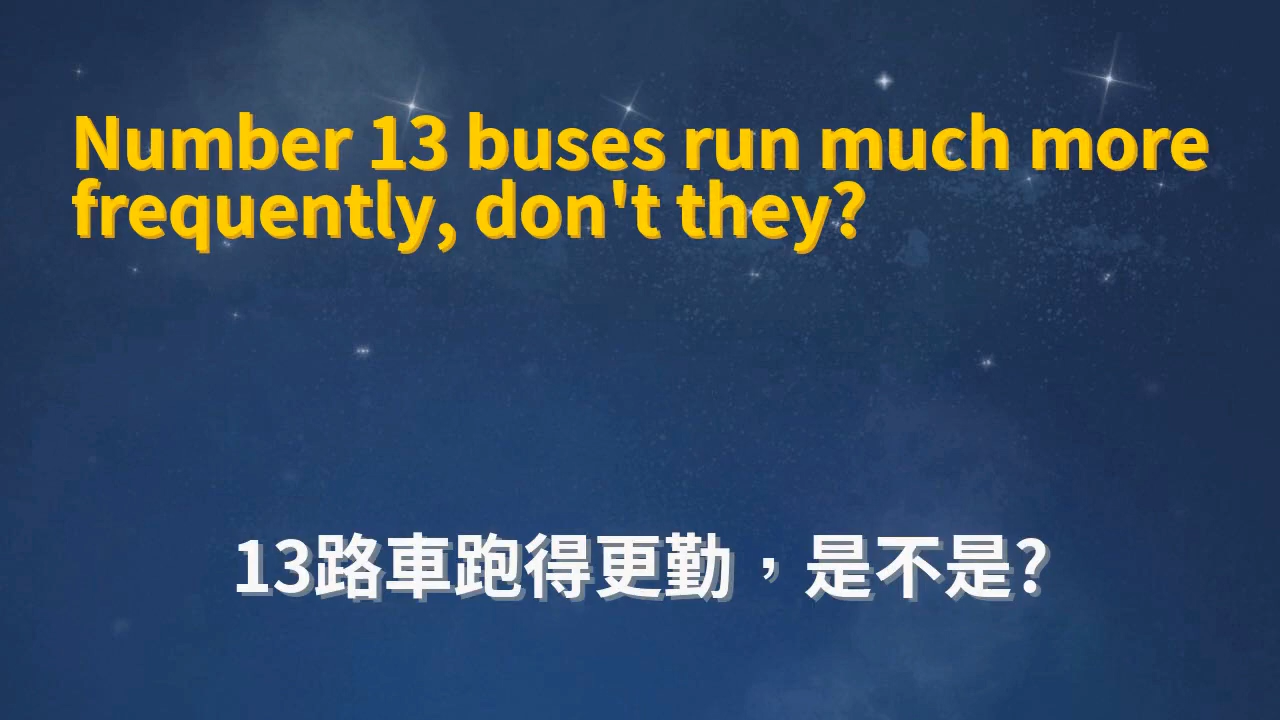 Number 13 buses run much more
frequently, don't they?
13路車跑得更勤，是不是?